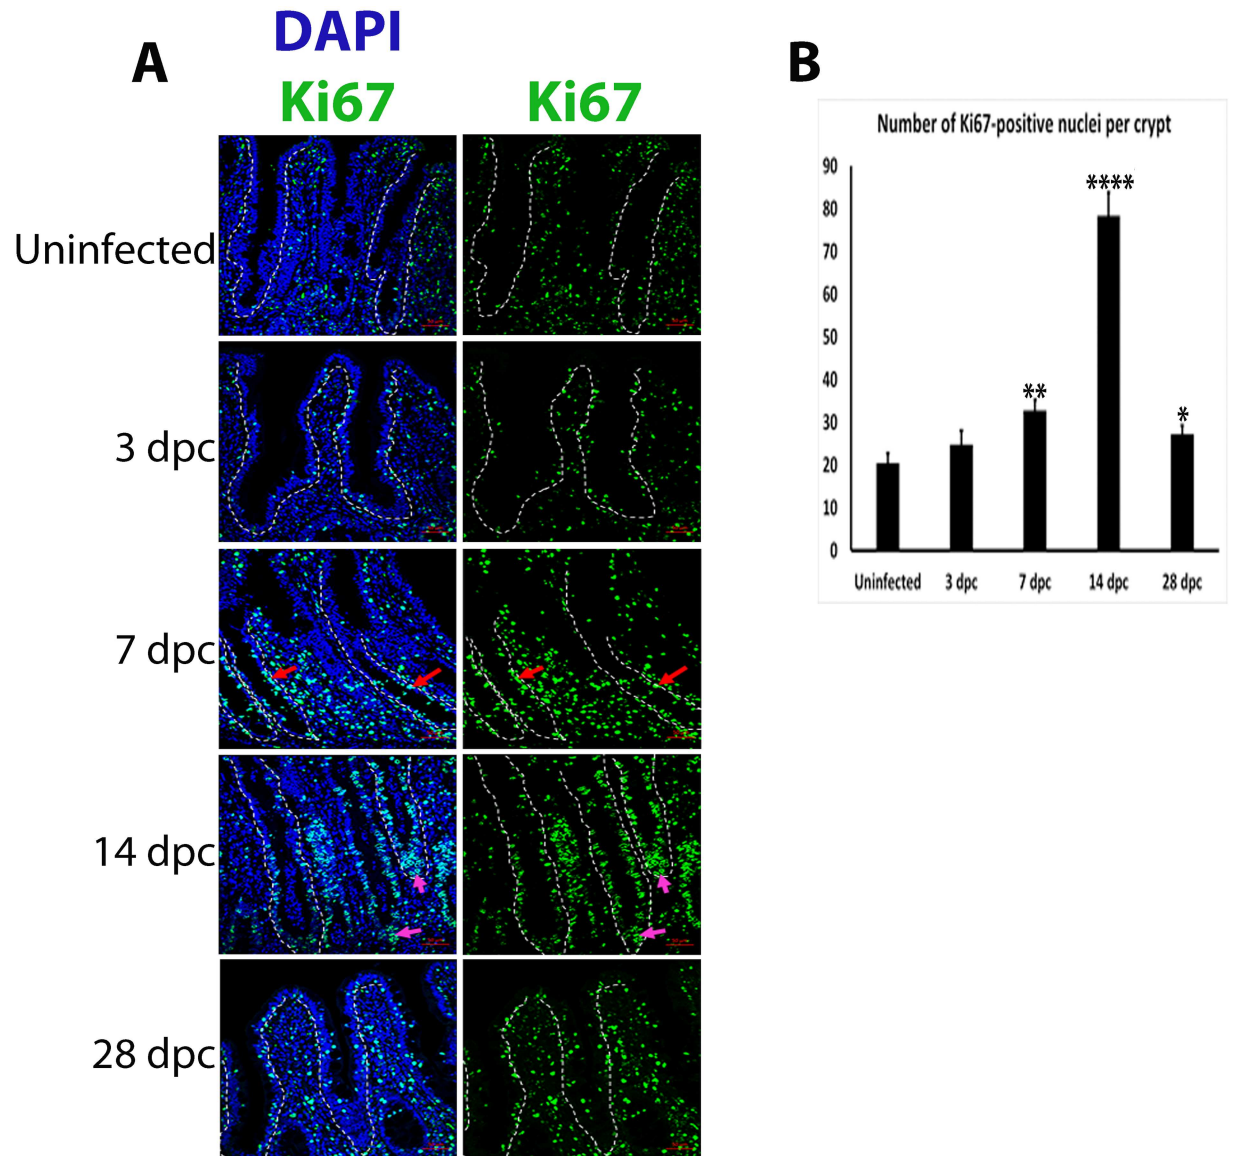 A
DAPI
Ki67
Ki67
Uninfected
3 dpc
7 dpc
14 dpc
28 dpc
B
Number of Ki67-positive nuclei per crypt
90
80
70
60
50
40
30
20
10
0
**
****
*
Uninfected 3 dpc 7 dpc 14 dpc 28 dpc